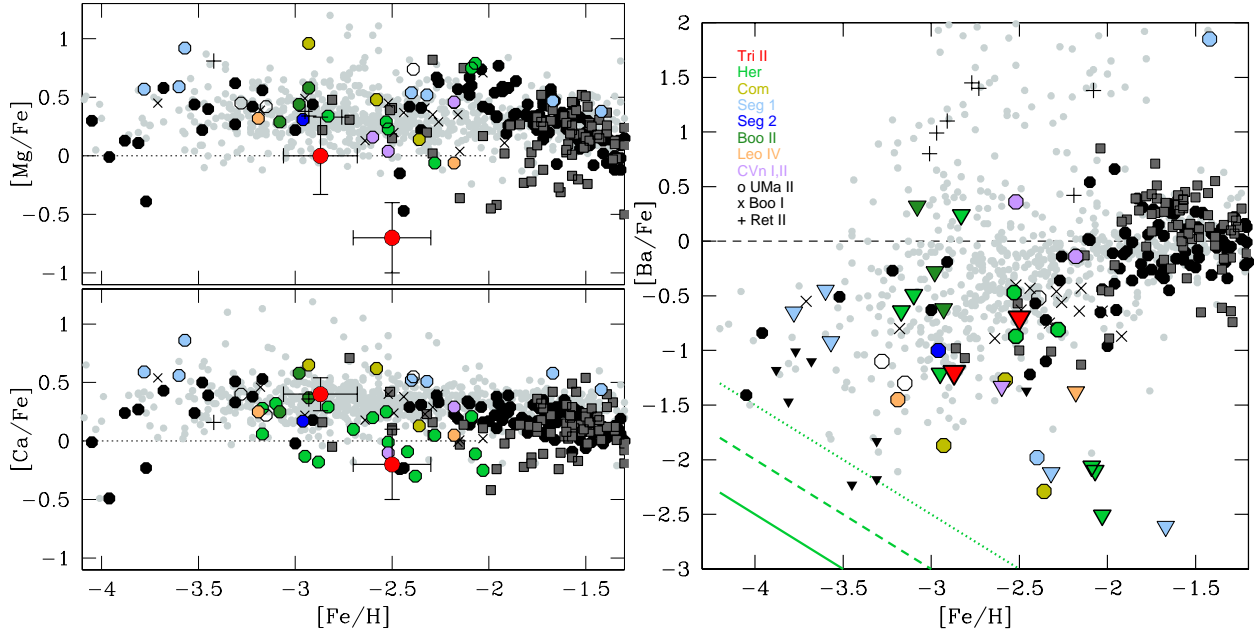 1
0.5
0
−0.5
−1
[Mg/Fe]
1
0.5
0
−0.5
−1
[Ca/Fe]
−4
−3.5
−3
−2.5
−2
−1.5
[Fe/H]
2
1.5
1
0.5
0
−0.5
−1
−1.5
−2
−2.5
−3
[Ba/Fe]
Tri II
Her
Com
Seg 1
Seg 2
Boo II
Leo IV
CVn I,II
o UMa II
x Boo I
+ Ret II
−4
−3.5
−3
−2.5
−2
−1.5
[Fe/H]